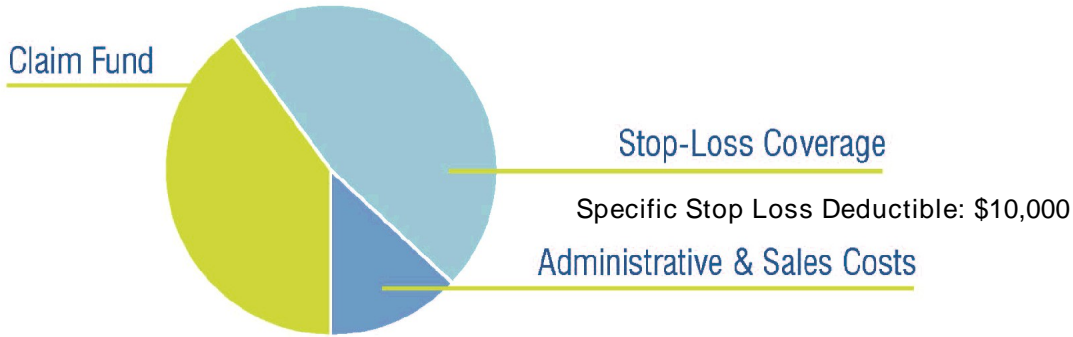 Claim Fund
Stop-Loss Coverage
Specific Stop Loss Deductible: $10,000
Administrative & Sales Costs